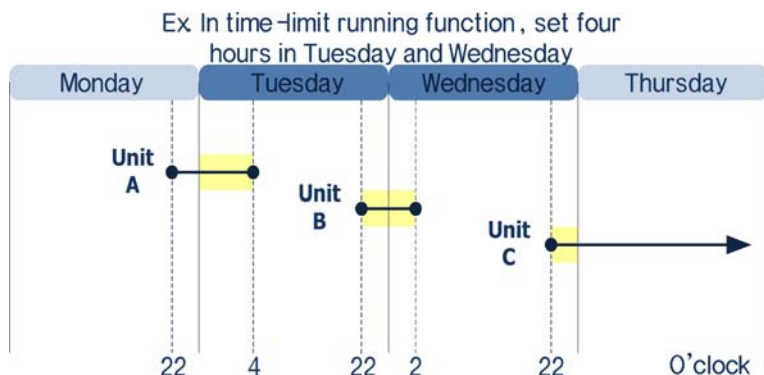 Ex. In time-limit running function, set four
hours in Tuesday and Wednesday
Monday Tuesday Wednesday Thursday
Unit
A
Unit
B
Unit
C
22 4 22 2 22 O'clock